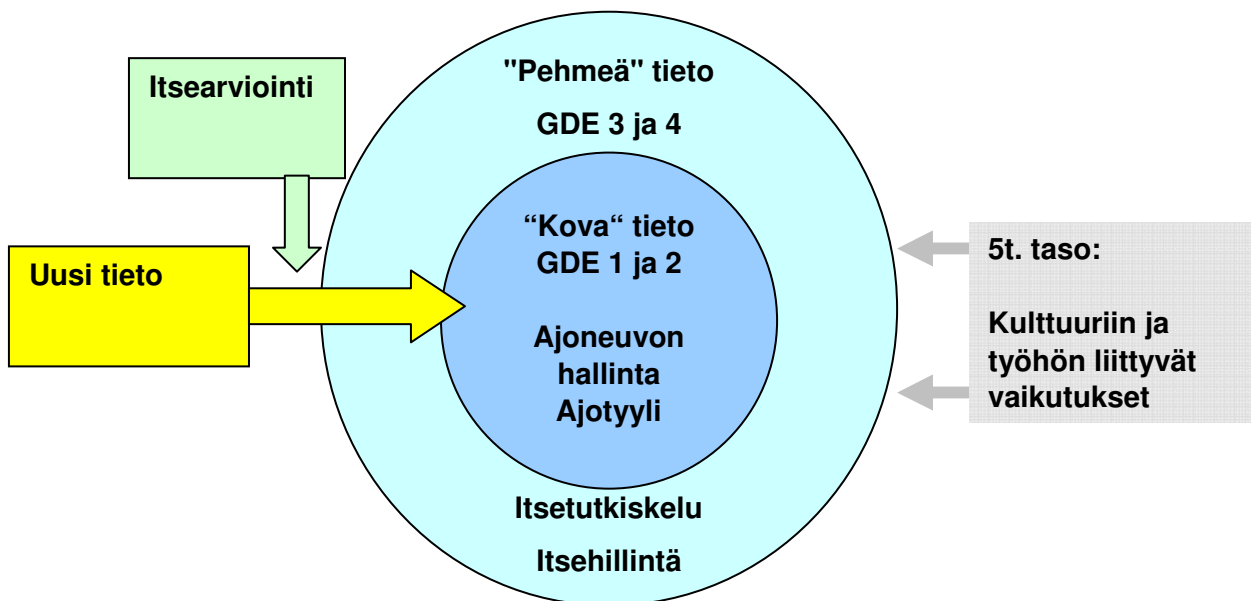 Itsearviointi
Uusi tieto
"Pehmeä" tieto
GDE 3 ja 4
“Kova“ tieto
GDE 1 ja 2
Ajoneuvon
hallinta
Ajotyyli
Itsetutkiskelu
Itsehillintä
5t. taso:
Kulttuuriin ja
työhön liittyvät
vaikutukset